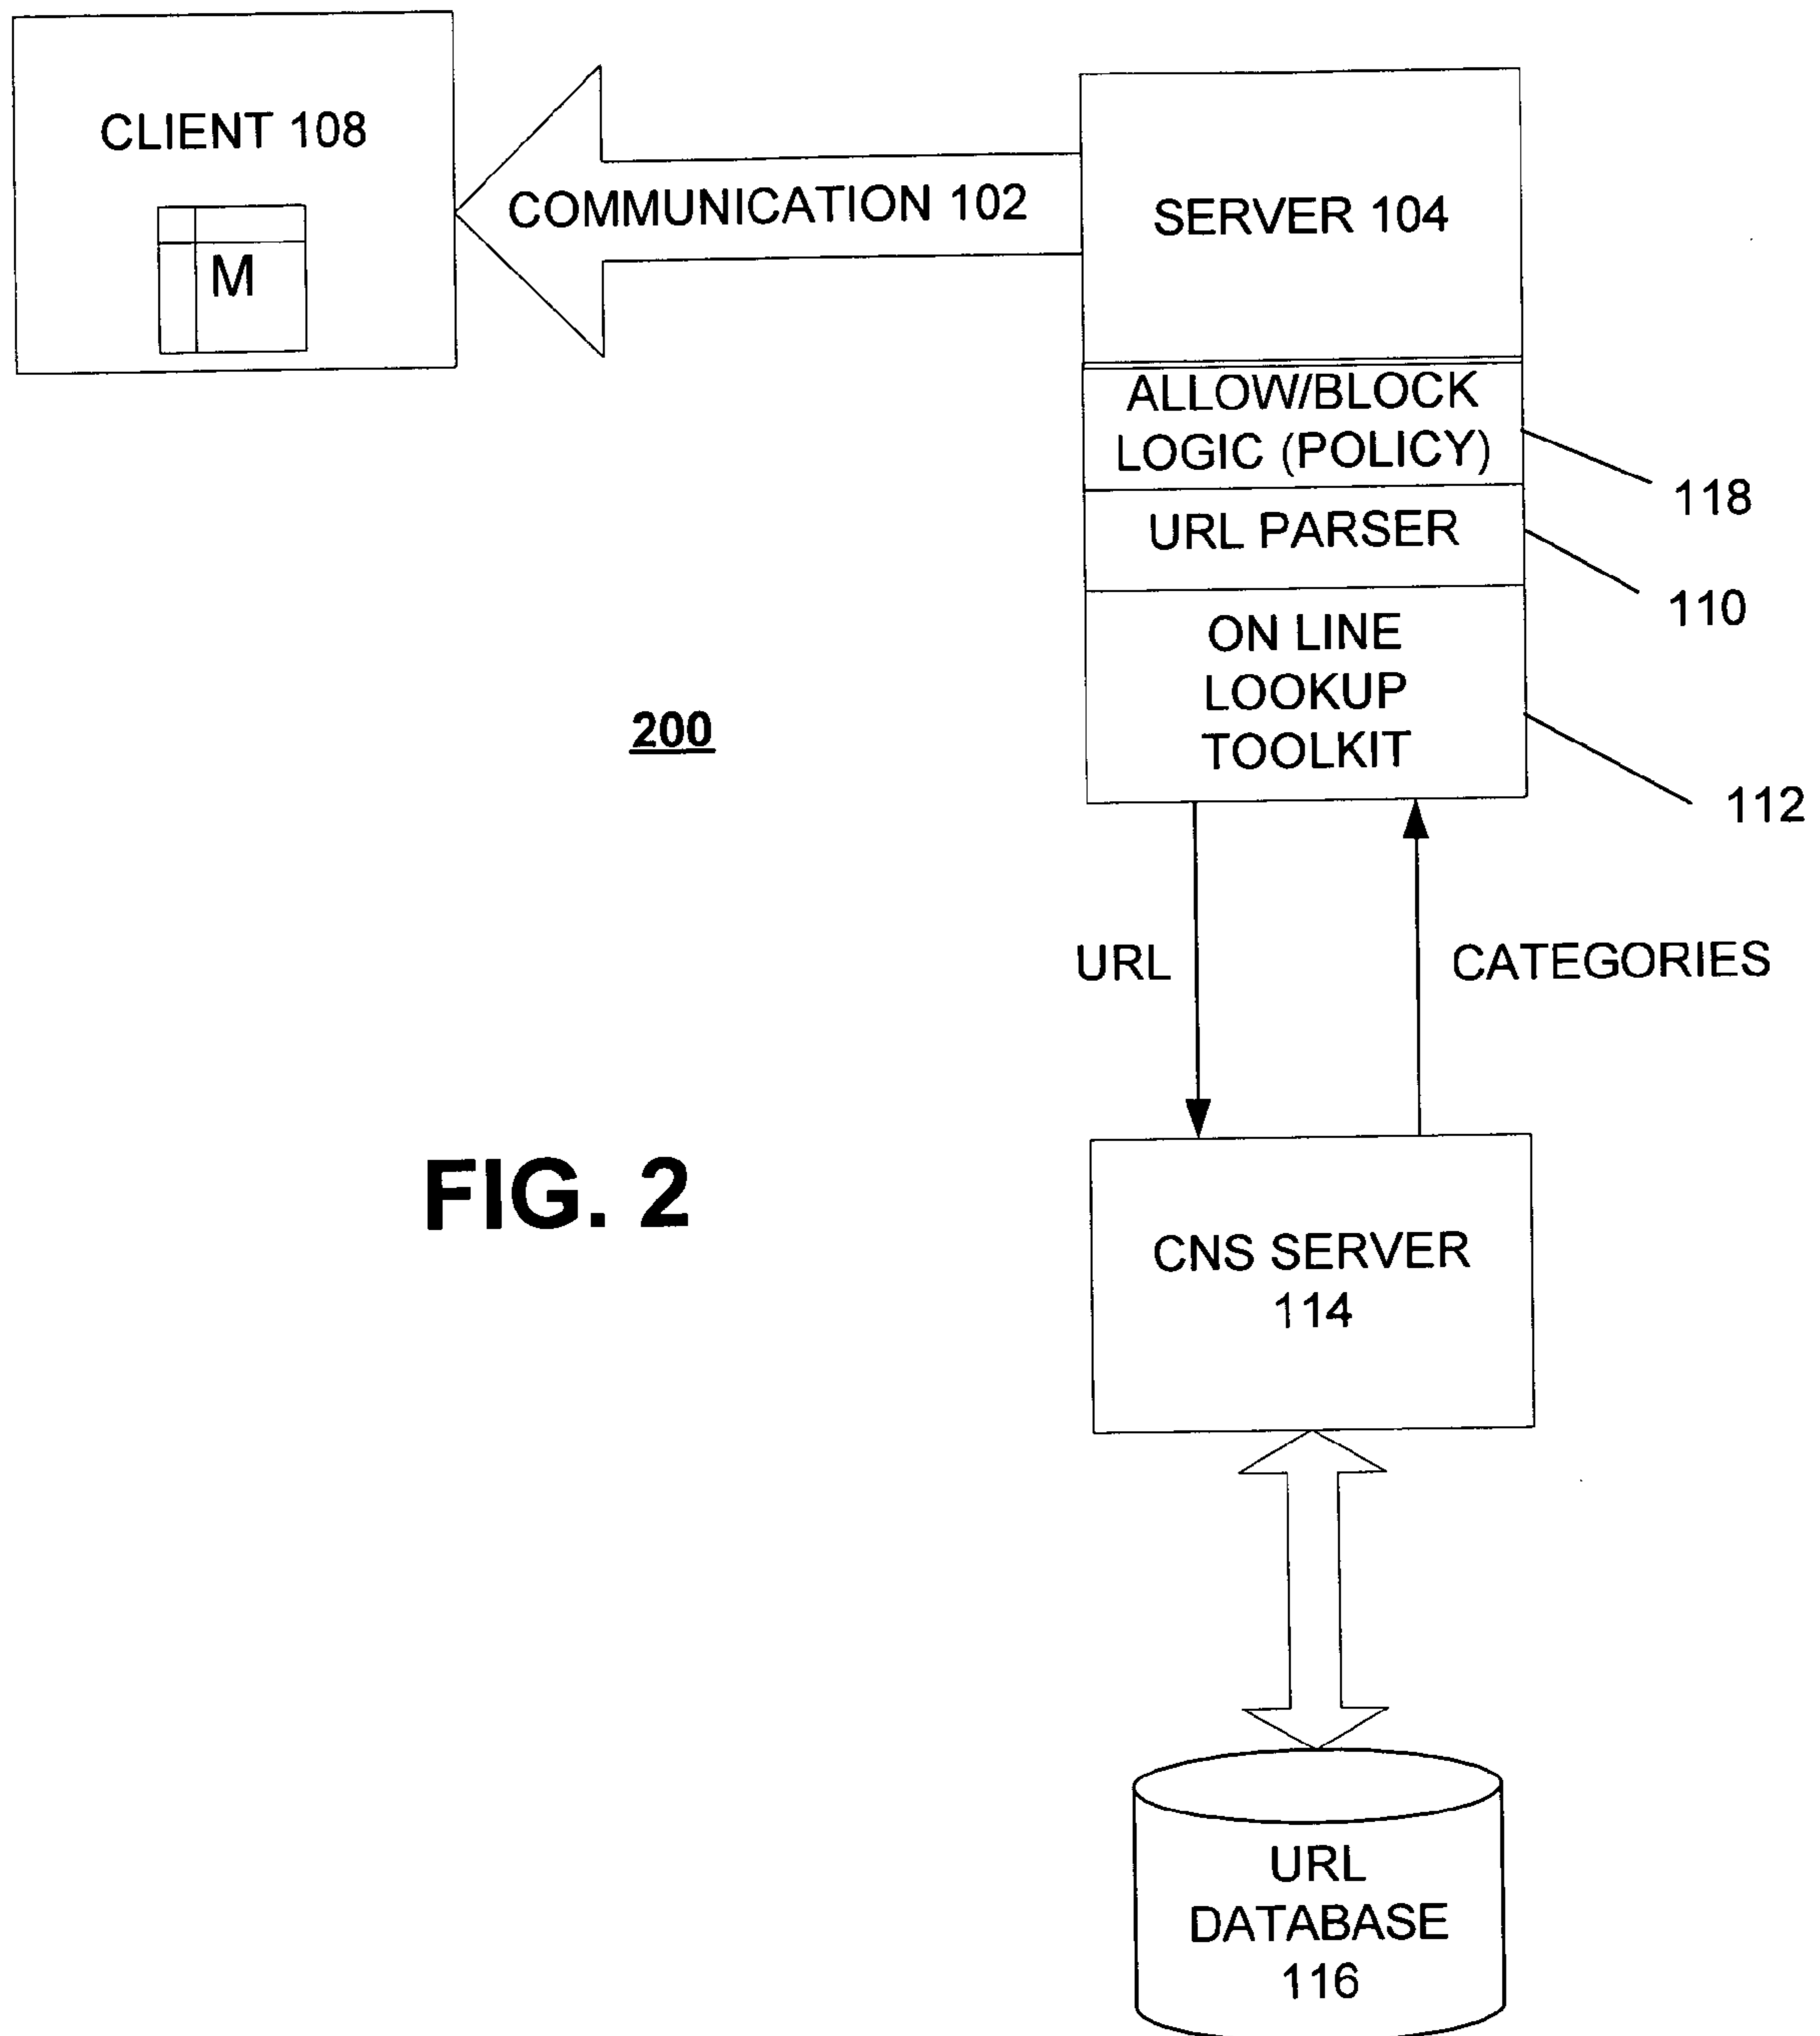 CLIENT 108
M
COMMUNICATION 102
SERVER 104
ALLOW/BLOCK
LOGIC (POLICY)
118
URL PARSER
110
ON LINE
LOOKUP
TOOLKIT
112
200
URL
CATEGORIES
FIG. 2
CNS SERVER
114
URL
DATABASE
116